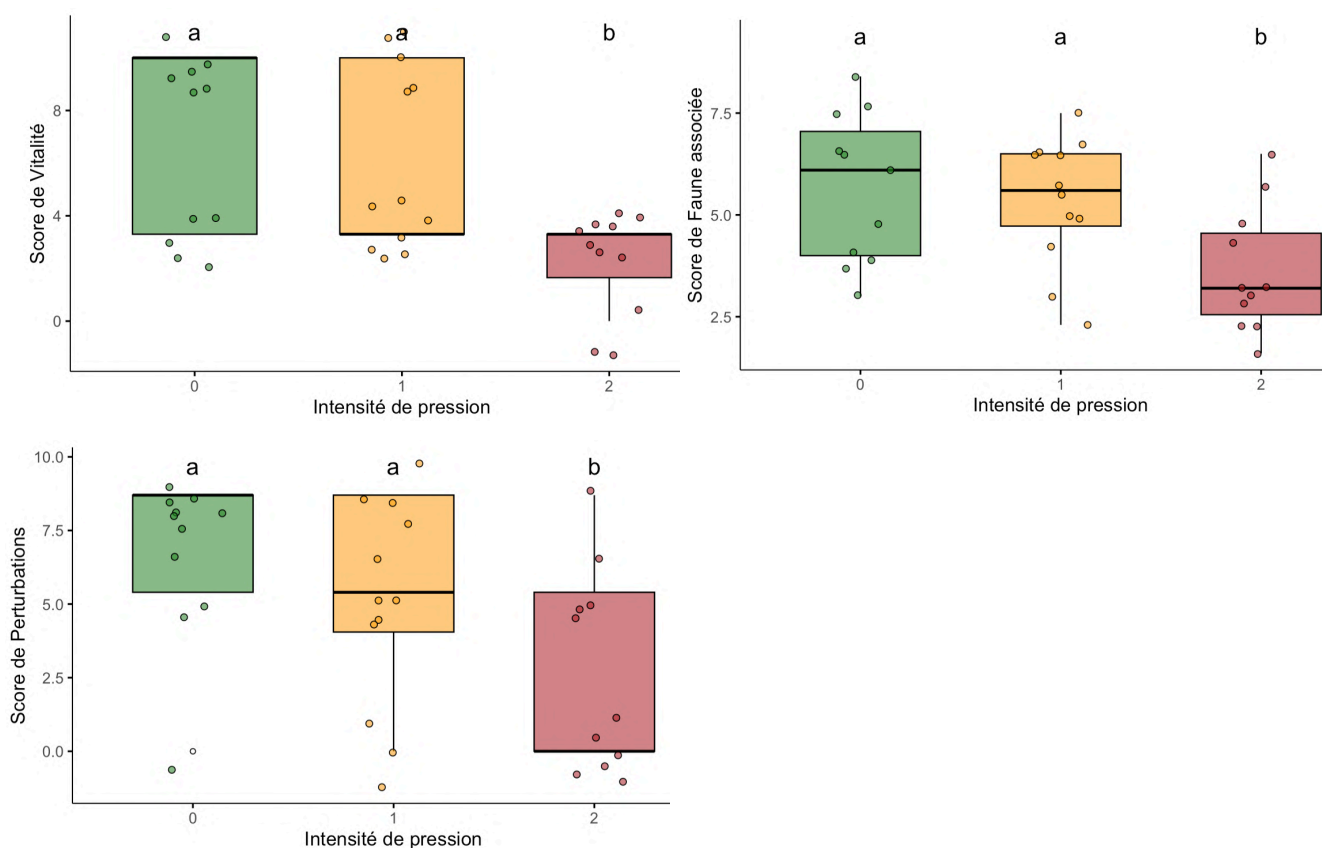 a a b
8
4
0
Score de Vitalité
0 1 2
Intensité de pression
a a b
7.5
5.0
2.5
Score de Faune associée
0 1 2
Intensité de pression
a a b
10.0
7.5
5.0
2.5
0.0
Score de Perturbations
0 1 2
Intensité de pression